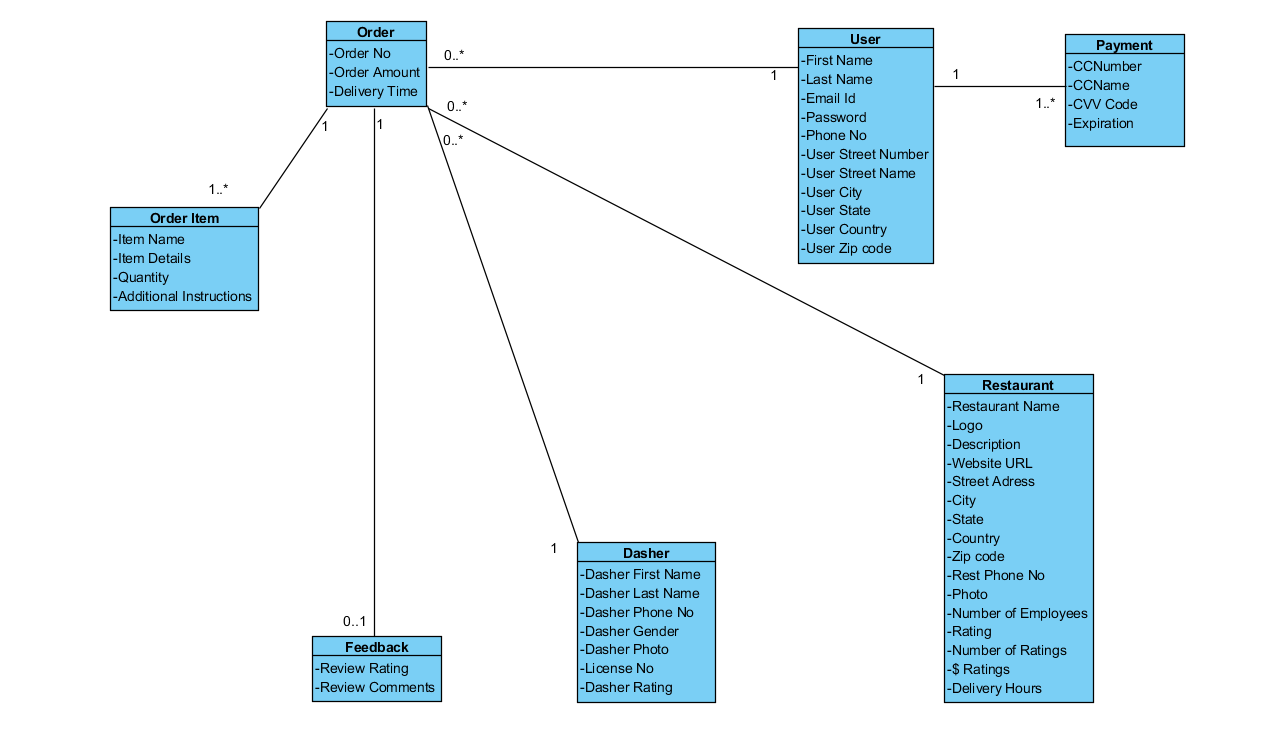 Order
-Order No
-Order Amount
-Delivery Time
0..*
1
User
-First Name
-Last Name
-Email Id
-Password
-Phone No
-User Street Number
-User Street Name
-User City
-User State
-User Country
-User Zip code
1
1..*
Payment
-CCNumber
-CCName
-CVV Code
-Expiration
0..*
0..*
1
1
1..*
Order Item
-Item Name
-Item Details
-Quantity
-Additional Instructions
1
Restaurant
-Restaurant Name
-Logo
-Description
-Website URL
-Street Adress
-City
-State
-Country
-Zip code
-Rest Phone No
-Photo
-Number of Employees
-Rating
-Number of Ratings
-$ Ratings
-Delivery Hours
1
Dasher
-Dasher First Name
-Dasher Last Name
-Dasher Phone No
-Dasher Gender
-Dasher Photo
-License No
-Dasher Rating
0..1
Feedback
-Review Rating
-Review Comments